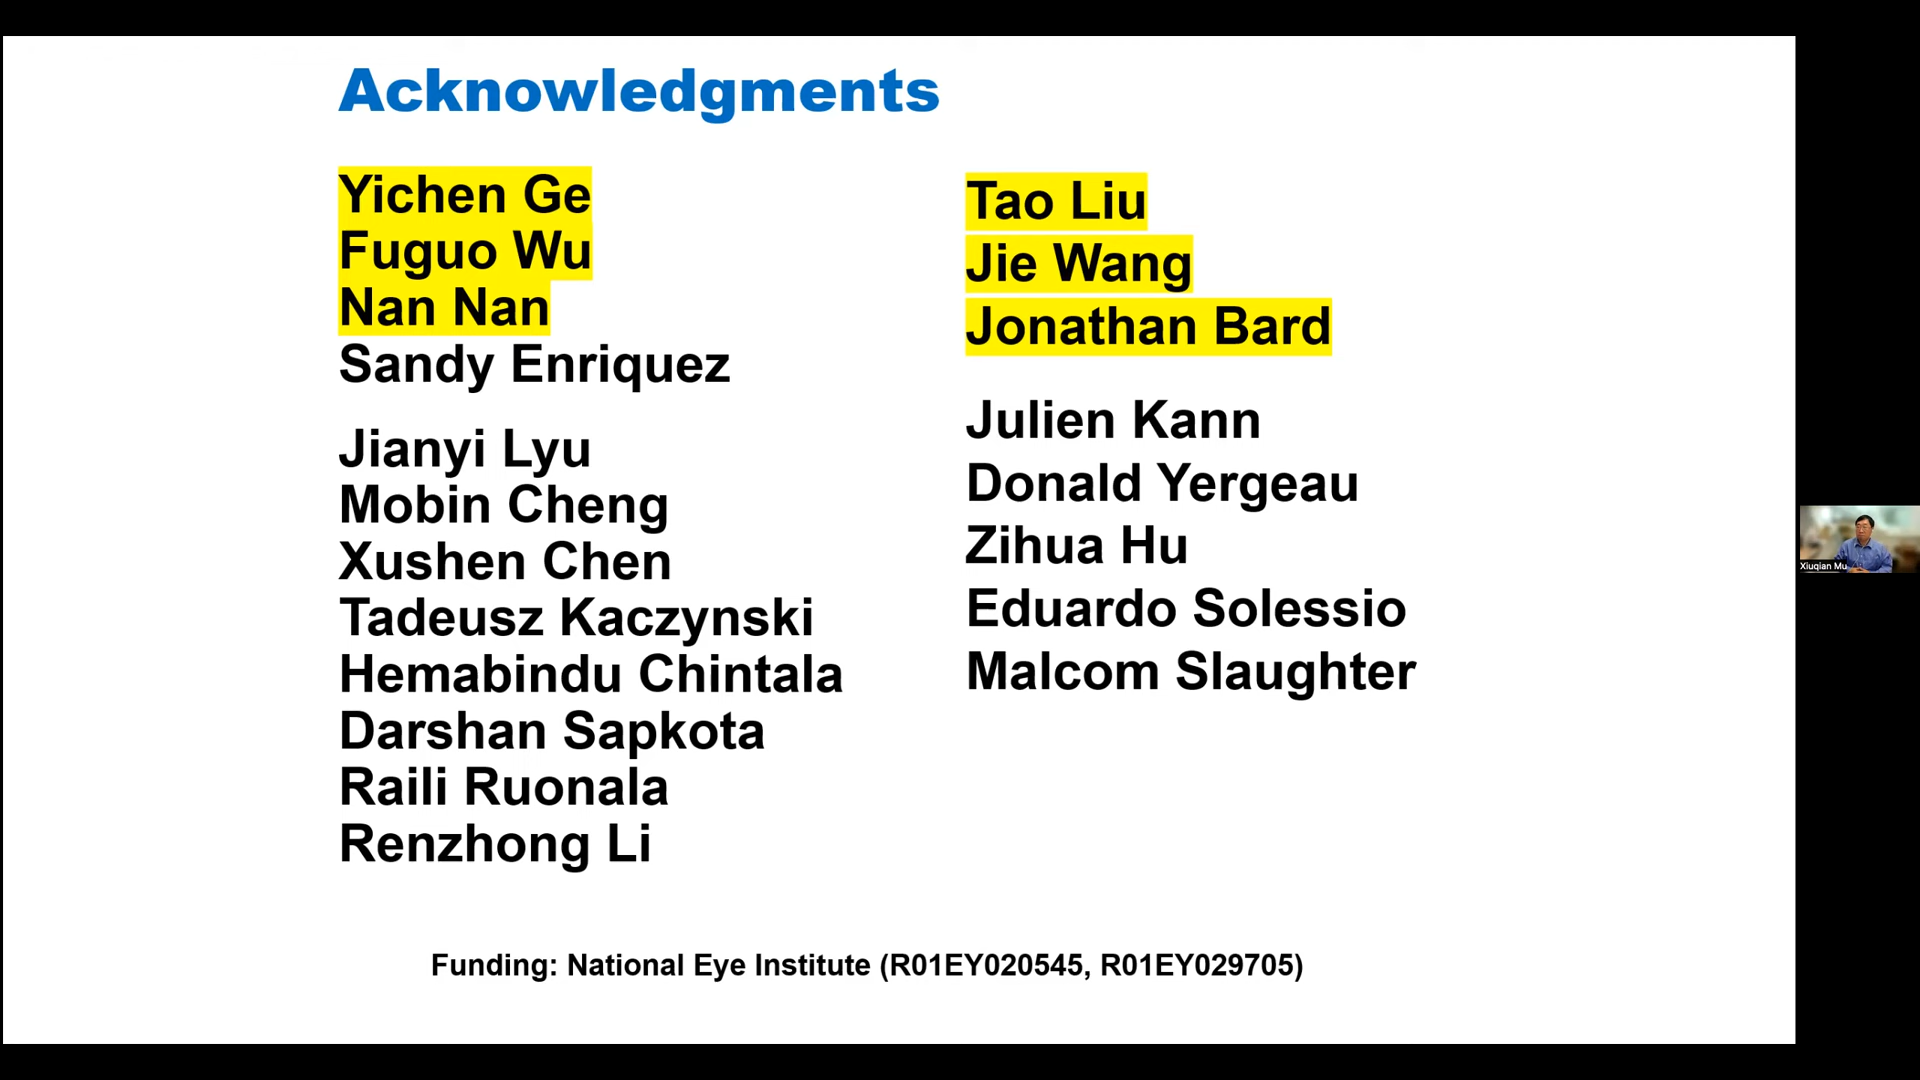 Acknowledgments
Yichen Ge
Fuguo Wu
Nan Nan
Sandy Enriquez
Jianyi Lyu
Mobin Cheng
Xushen Chen
Tadeusz Kaczynski
Hemabindu Chintala
Darshan Sapkota
Raili Ruonala
Renzhong Li
Tao Liu
Jie Wang
Jonathan Bard
Julien Kann
Donald Yergeau
Zihua Hu
Eduardo Solessio
Malcom Slaughter
Funding: National Eye Institute (R01EY020545, R01EY029705)
Xiuqian Mu